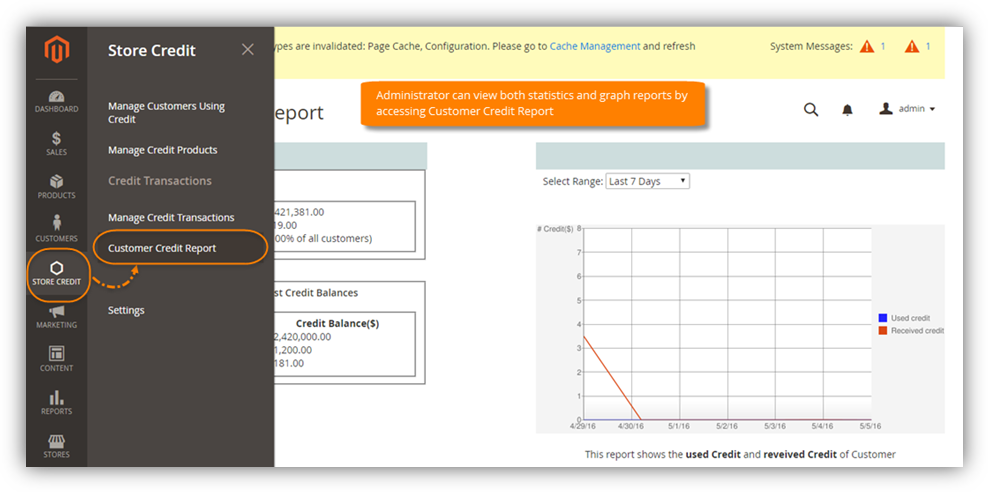 Store Credit
ypes are invalidated: Page Cache, Configuration. Please go to Cache Management and refresh
System Messages: 1 1
DASHBOARD
SALES
PRODUCTS
CUSTOMERS
STORE CREDIT
MARKETING
CONTENT
REPORTS
STORES
Manage Customers Using
Credit
Manage Credit Products
Credit Transactions
Manage Credit Transactions
Customer Credit Report
Settings
eport
Administrator can view both statistics and graph reports by
accessing Customer Credit Report
admin
421,381.00
19.00
00% of all customers)
st Credit Balances
Credit Balance($)
2,420,000.00
1,200.00
181.00
Select Range: Last 7 Days
# Credit($) 8
7
6
5
4
3
2
1
0
4/29/16 4/30/16 5/1/16 5/2/16 5/3/16 5/4/16 5/5/16
Used credit
Received credit
This report shows the used Credit and reveived Credit of Customer